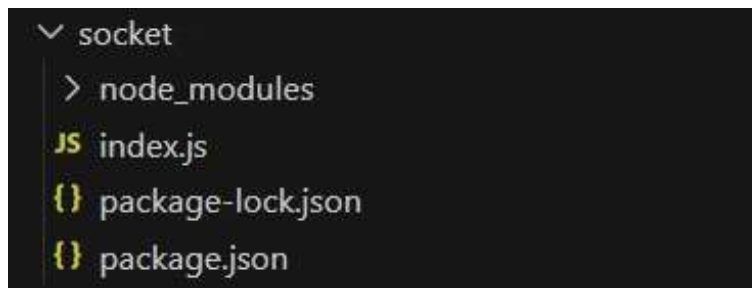 socket
node_modules
JS index.js
{} package-lock.json
{} package.json